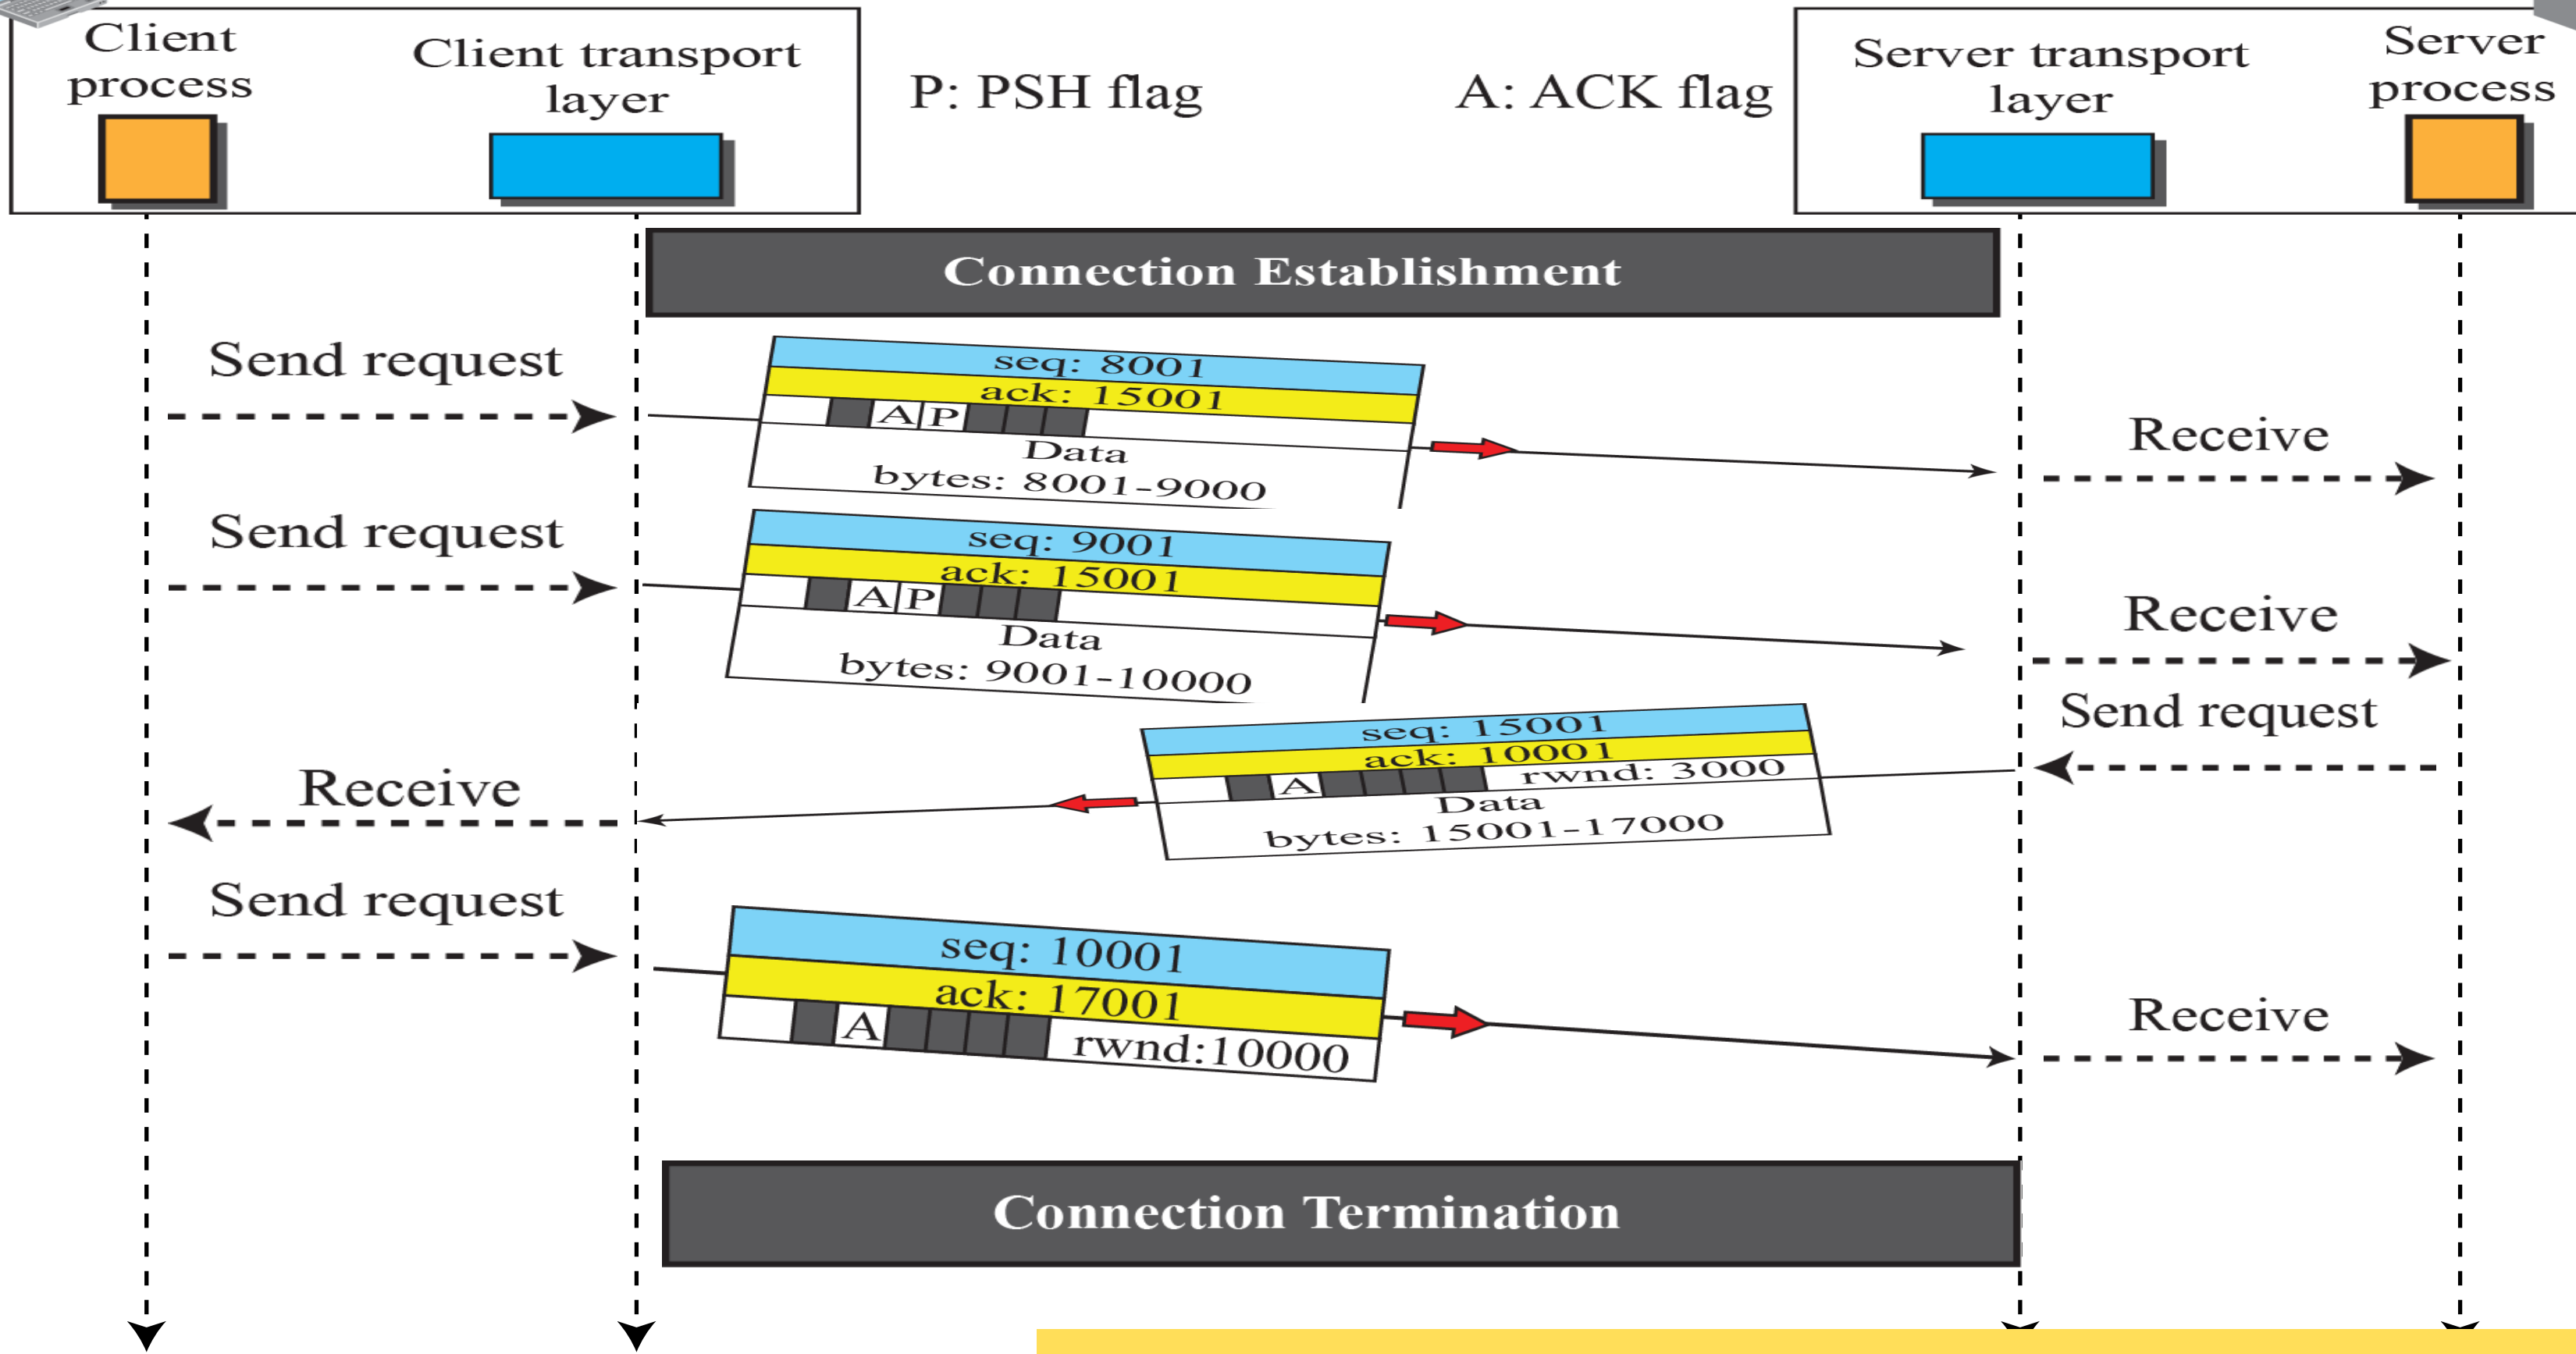 Client
process
Client transport
layer
P: PSH flag
A: ACK flag
Server transport
layer
Server
process
Connection Establishment
Send request
seq: 8001
ack: 15001
A P
Data
bytes: 8001-9000
Receive
Send request
seq: 9001
ack: 15001
A P
Data
bytes: 9001-10000
Receive
Send request
seq: 15001
ack: 10001
A rwnd: 3000
Data
bytes: 15001-17000
Receive
Send request
seq: 10001
ack: 17001
A rwnd:10000
Receive
Connection Termination